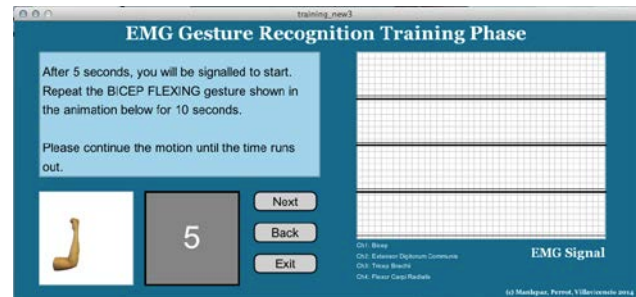 training_new3
EMG Gesture Recognition Training Phase
After 5 seconds, you will be signalled to start.
Repeat the BICEP FLEXING gesture shown in
the animation below for 10 seconds.
Please continue the motion until the time runs
out.
5
Next
Back
Exit
Ch1: Bicep
Ch2: Extensor Digitorum Communis
Ch3: Tricep Brachii
Ch4: Flexor Carpi Radialis
EMG Signal
(c) Manlapaz, Perrot, Villavicencio 2014